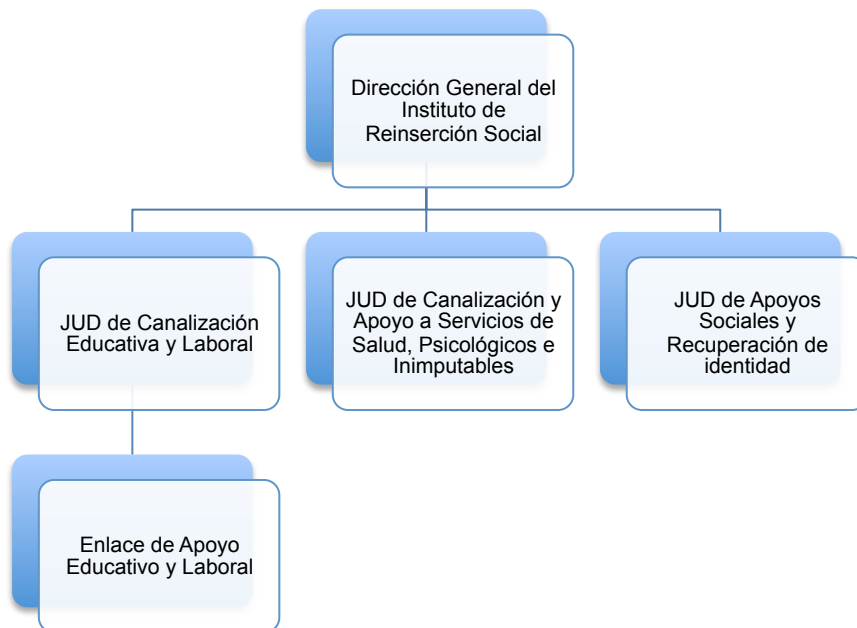 Dirección General del
Instituto de
Reinserción Social
JUD de Canalización
Educativa y Laboral
JUD de Canalización y
Apoyo a Servicios de
Salud, Psicológicos e
Inimputables
JUD de Apoyos
Sociales y
Recuperación de
identidad
Enlace de Apoyo
Educativo y Laboral